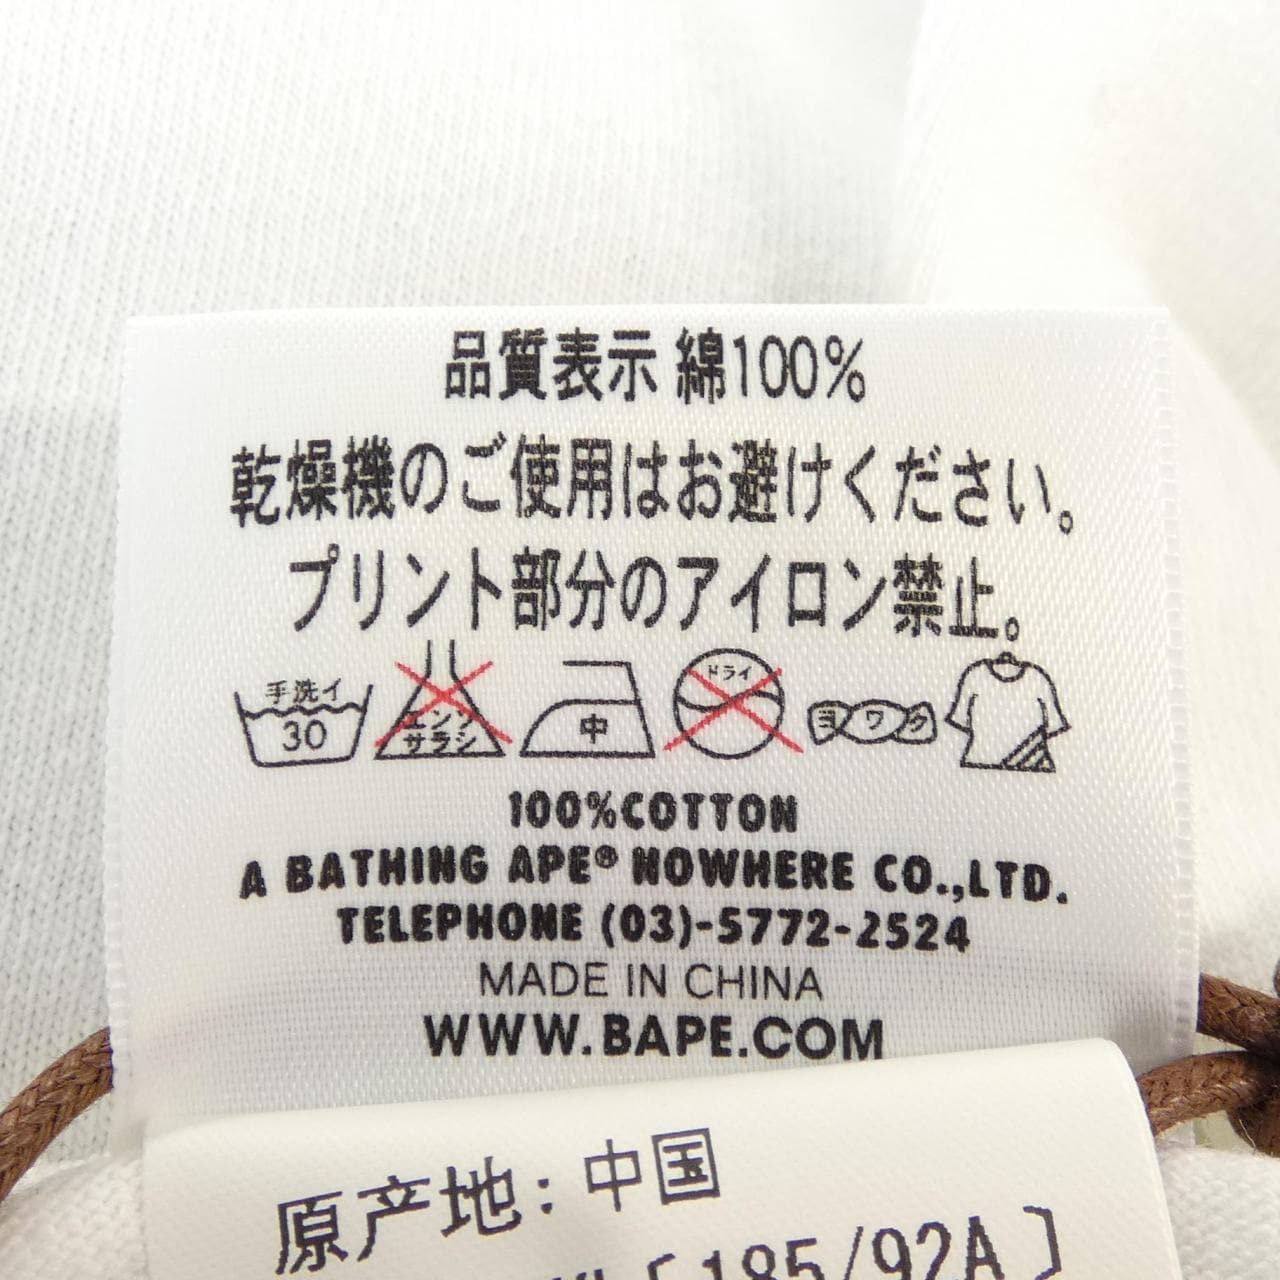 品質表示 綿100%
乾燥機のご使用はお避けください。
プリント部分のアイロン禁止。
手洗イ
30
エンソ
サラシ
中
ドライ
ヨワク
100%COTTON
A BATHING APE® NOWHERE CO.,LTD.
TELEPHONE (03)-5772-2524
MADE IN CHINA
WWW.BAPE.COM
原产地：中国
[185/92A]